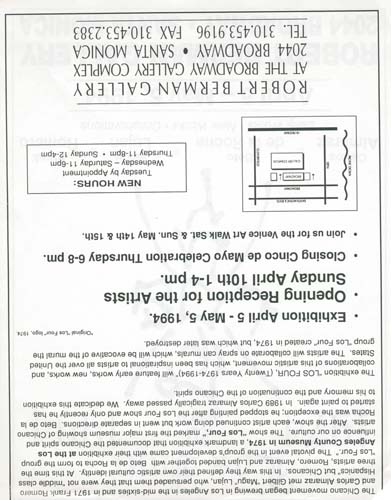 The Chicano movement began brewing in Los Angeles in the mid-sixties and in 1971 Frank Romero
and Carlos Almaraz met Gilbert "Magu" Lujan, who persuaded them that they were not middle class
Hispanics but Chicanos. In this way they defined their own artistic and cultural identity. At this time
three artists, Romero, Almaraz and Lujan banded together with Beto de la Rocha to form the group
"Los Four." The pivotal event in the group's development came with their exhibition at the Los
Angeles County Museum in 1974, a landmark exhibition that documented the Chicano spirit and
influence on our culture. The show "Los Four," marked the first major museum showing of Chicano
artists. After the show, each artist continued doing work but went in separate directions. Beto de la
Rocha was the exception; he stopped painting after the Los Four show and only recently he has
started to paint again. In 1989 Carlos Almaraz tragically passed away. We dedicate this exhibition
to his memory and the continuation of the Chicano spirit.
The exhibition "LOS FOUR, (Twenty Years 1974-1994)" will feature early works, new works, and
collaborations of this artistic movement, which has been inspirational to artists all over the United
States. The artists will collaborate on spray can murals, which will be evocative of the mural the
group "Los Four" created in 1974, but which was later destroyed.
"Original "Los Four" logo, 1974
• Exhibition April 5 - May 5, 1994.
• Opening Reception for the Artists
Sunday April 10th 1-4 pm.
• Closing Cinco de Mayo Celebration Thursday 6-8 pm.
• Join us for the Venice Art Walk Sat. & Sun. May 14th & 15th.
NEW HOURS:
Tuesday by Appointment
Wednesday – Saturday 11-6pm
Thursday 11-8pm • Sunday 12-4pm
BROADWAY
ROBERT BERMAN GALLERY
AT THE BROADWAY GALLERY COMPLEX
2044 BROADWAY • SANTA MONICA
TEL. 310.453.9196 FAX 310.453.2383